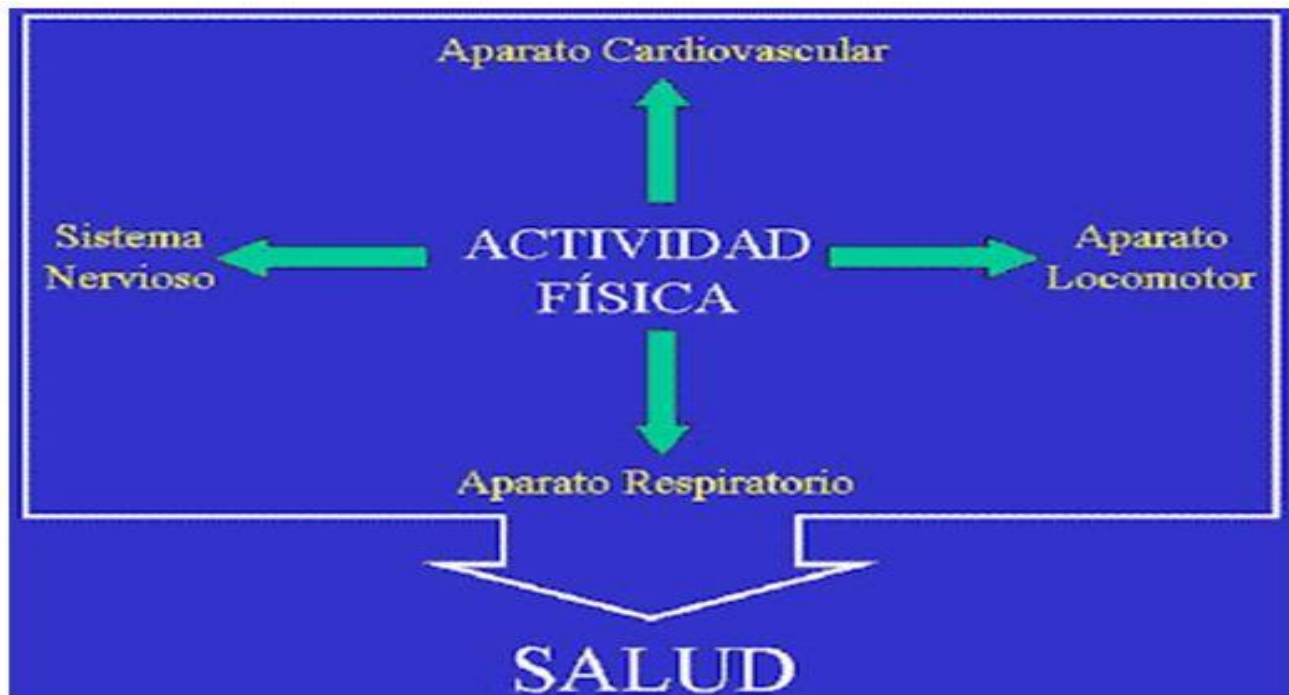 Aparato Cardiovascular
Sistema
Nervioso
ACTIVIDAD
FÍSICA
Aparato
Locomotor
Aparato Respiratorio
SALUD